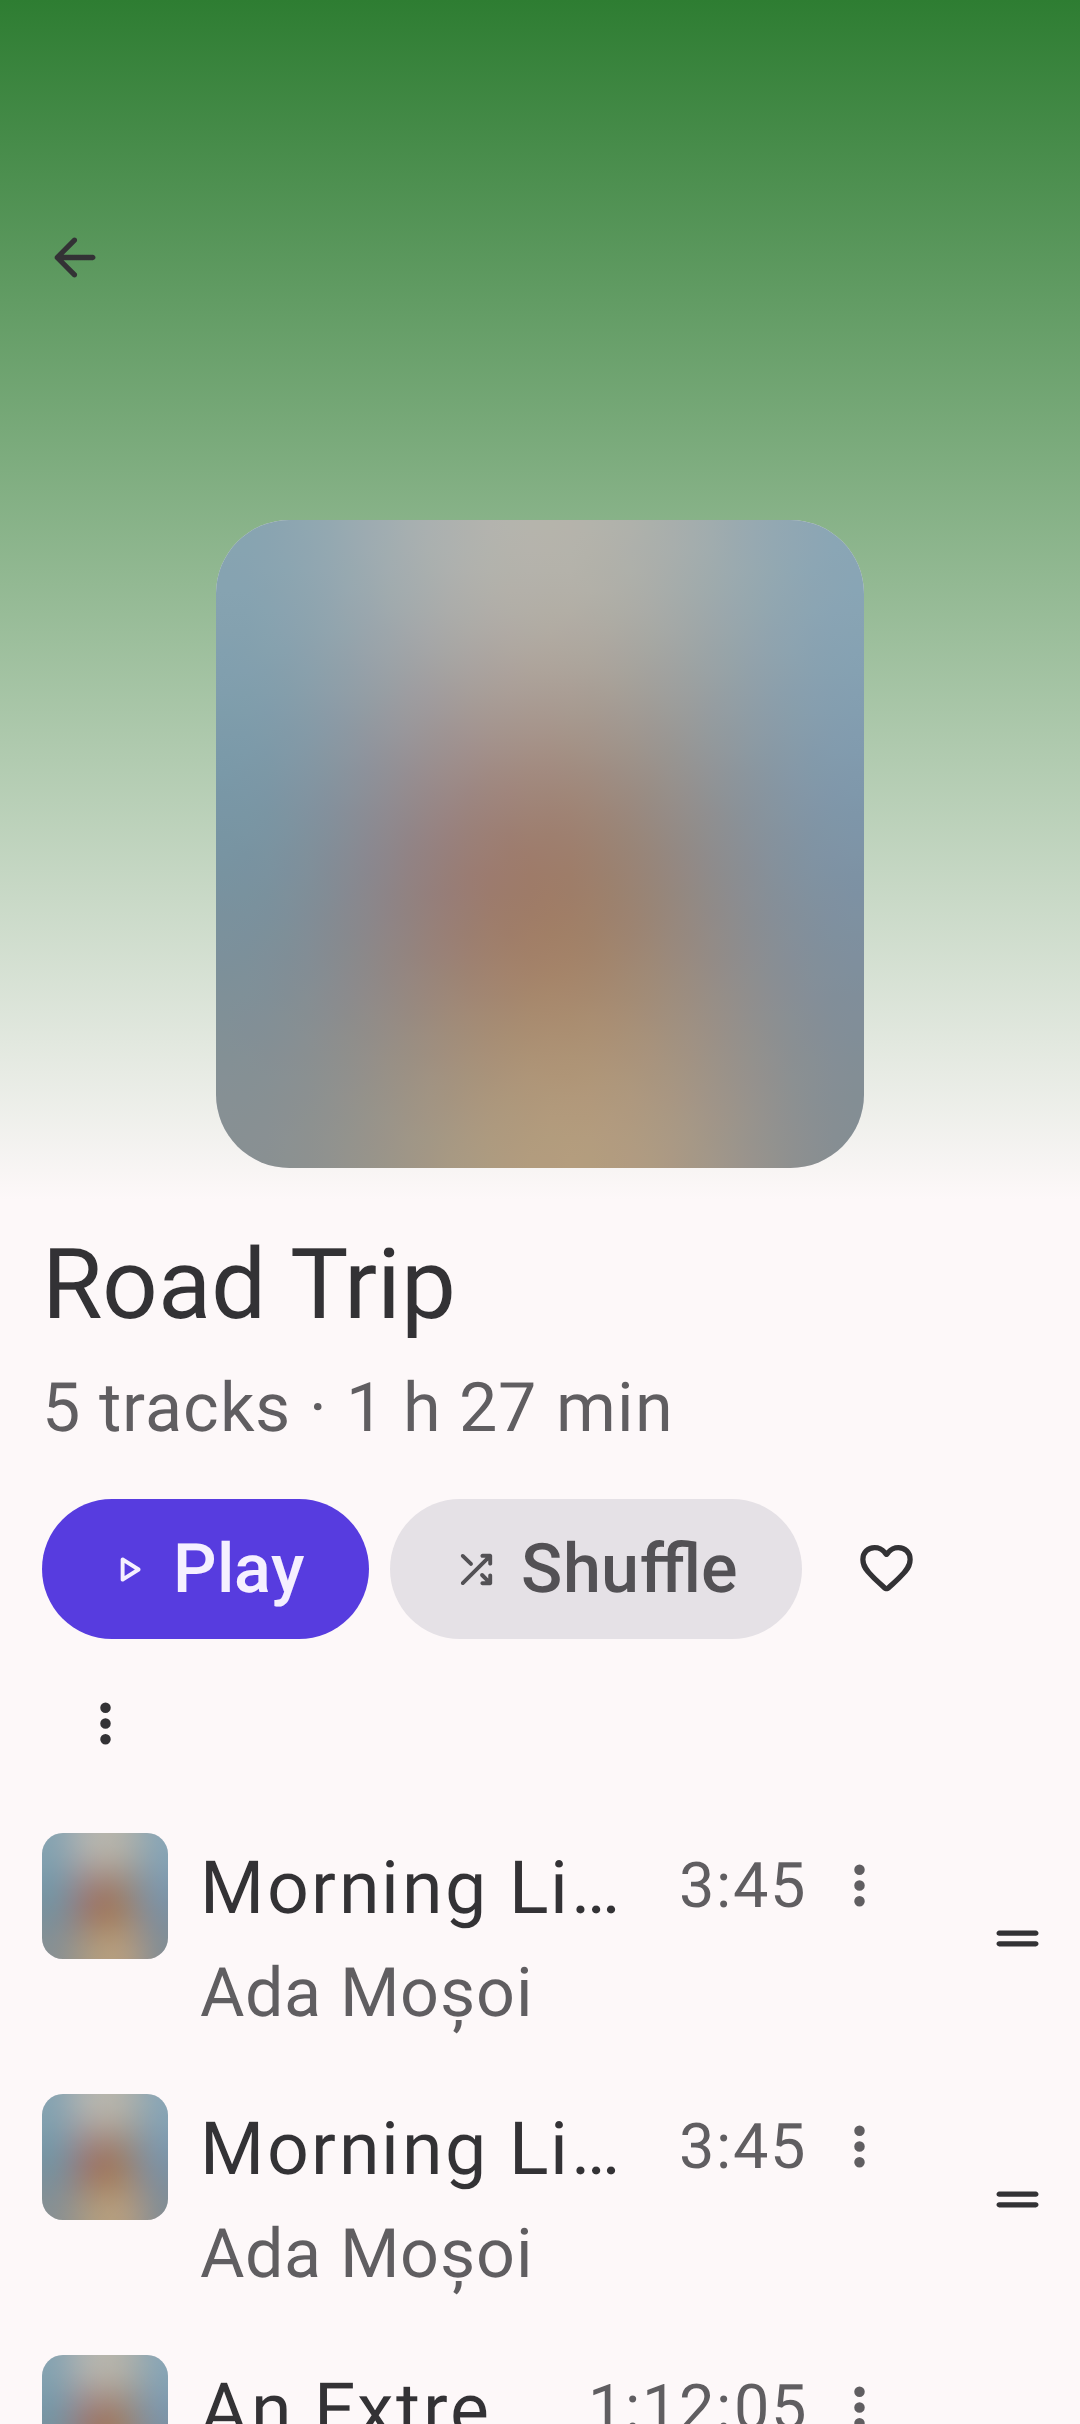 Road Trip
5 tracks · 1 h 27 min
Play
Shuffle
Morning Li… 3:45
Ada Moșoi
Morning Li… 3:45
Ada Moșoi
An Extre 1:12:05